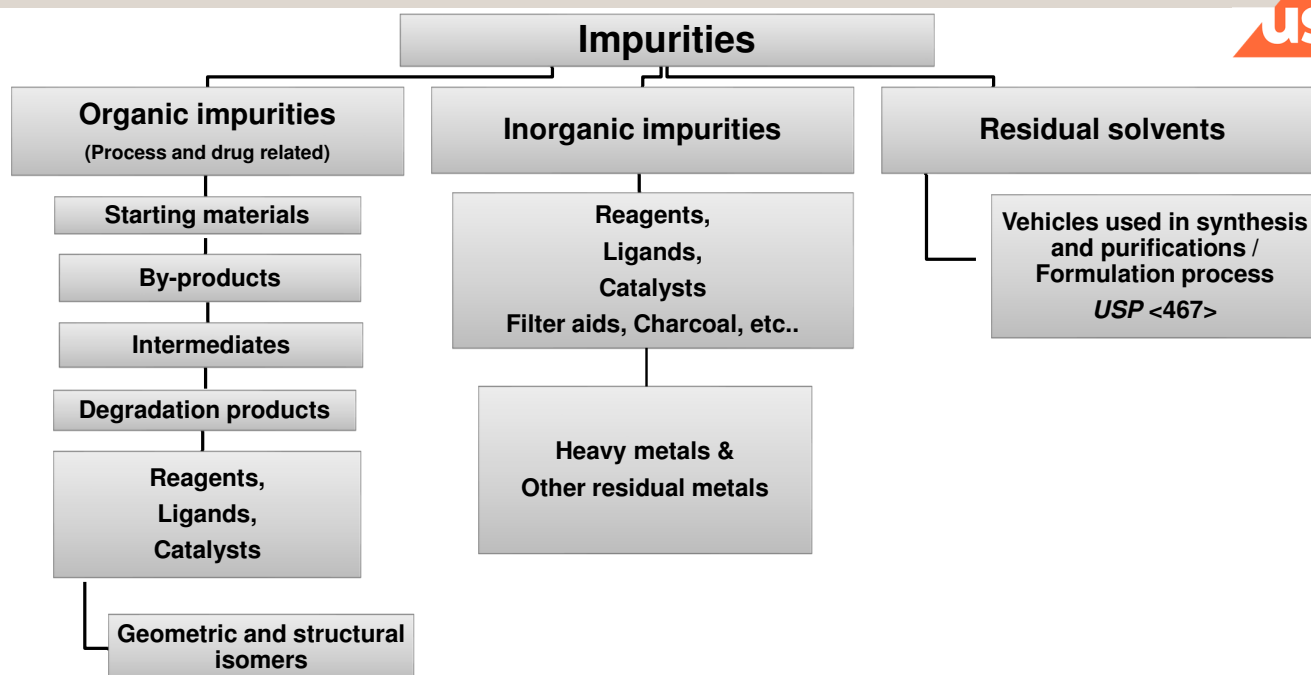 Impurities
Organic impurities
(Process and drug related)
Starting materials
By-products
Intermediates
Degradation products
Reagents,
Ligands,
Catalysts
Geometric and structural
isomers
Inorganic impurities
Reagents,
Ligands,
Catalysts
Filter aids, Charcoal, etc..
Heavy metals &
Other residual metals
Residual solvents
Vehicles used in synthesis
and purifications /
Formulation process
USP <467>